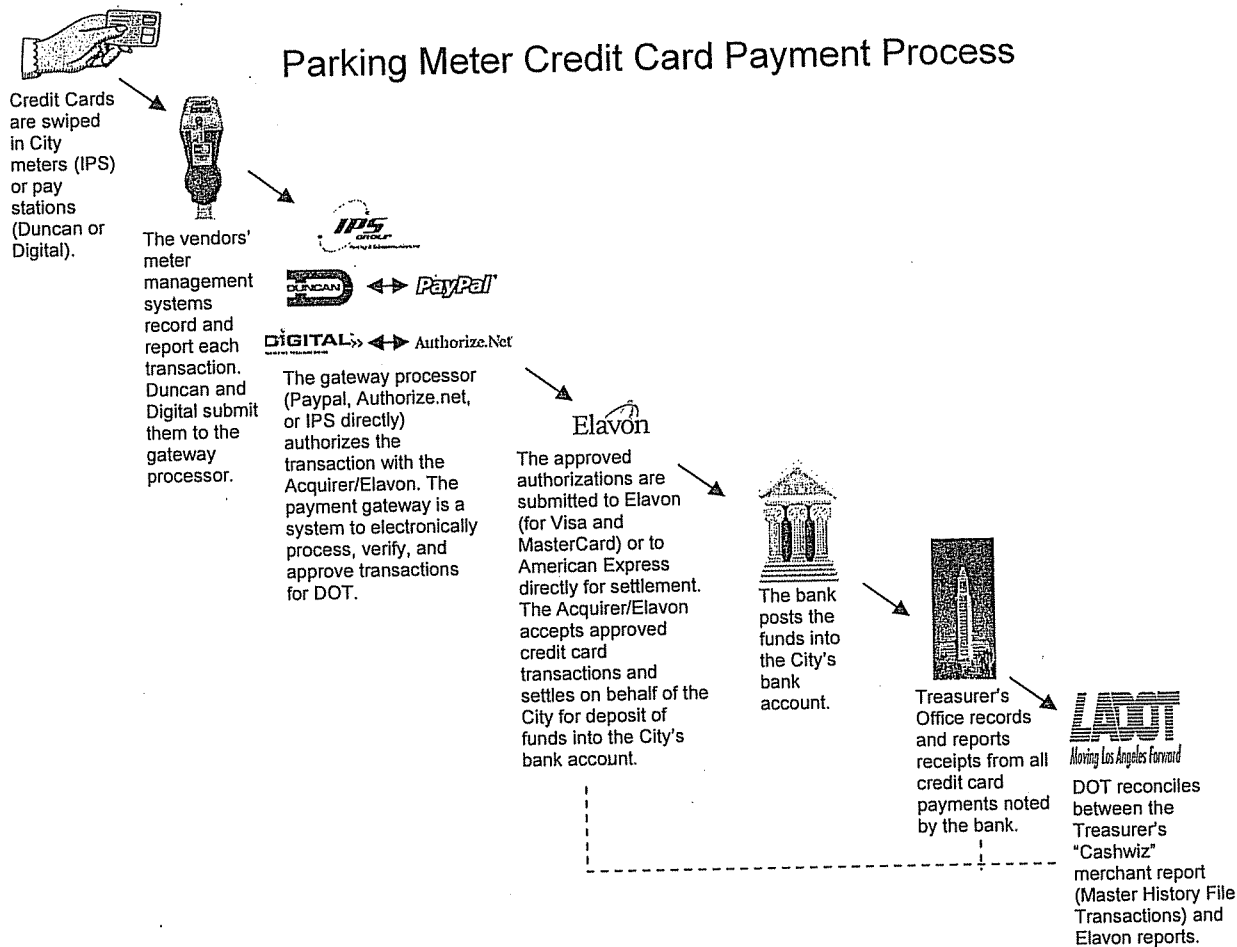 Parking Meter Credit Card Payment Process
Credit Cards
are swiped
in City
meters (IPS)
or pay
stations
(Duncan or
Digital).
The vendors'
meter
management
systems
record and
report each
transaction.
Duncan and
Digital submit
them to the
gateway
processor.
IPS
GROUP
DUNCAN
PayPal
DIGITAL
Authorize.Net
The gateway processor
(Paypal, Authorize.net,
or IPS directly)
authorizes the
transaction with the
Acquirer/Elavon. The
payment gateway is a
system to electronically
process, verify, and
approve transactions
for DOT.
Elavon
The approved
authorizations are
submitted to Elavon
(for Visa and
MasterCard) or to
American Express
directly for settlement.
The Acquirer/Elavon
accepts approved
credit card
transactions and
settles on behalf of the
City for deposit of
funds into the City's
bank account.
The bank
posts the
funds into
the City's
bank
account.
Treasurer's
Office records
and reports
receipts from all
credit card
payments noted
by the bank.
LADOT
Moving Los Angeles Forward
DOT reconciles
between the
Treasurer's
"Cashwiz"
merchant report
(Master History File
Transactions) and
Elavon reports.